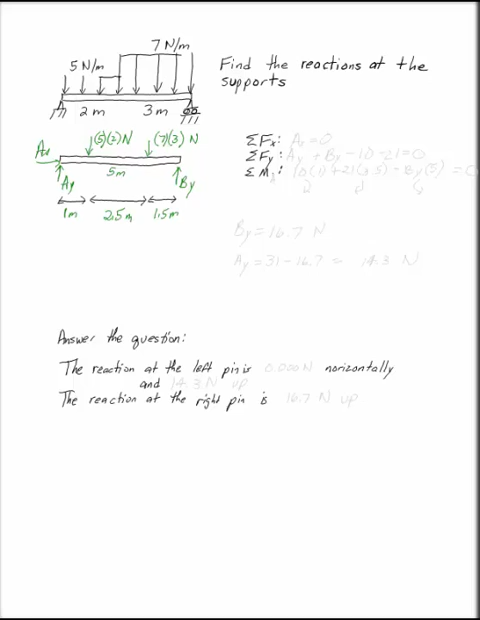 7 N/m
5 N/m
Find the reactions at the
supports
2 m
3 m
(5)(2) N
(7)(3) N
Ax
5m
Ay
By
1m
2.5m
1.5m
ΣFx: Ax = 0
ΣFy: Ay + By - 10 - 21 = 0
ΣM: 10(1) + 21(3.5) - By(5) = 0
By = 16.7 N
Ay = 31 - 16.7 = 14.3 N
Answer the question:
The reaction at the left pin is 0.000N norizontally
and 14.3 N up
The reaction at the right pin is 16.7 N up